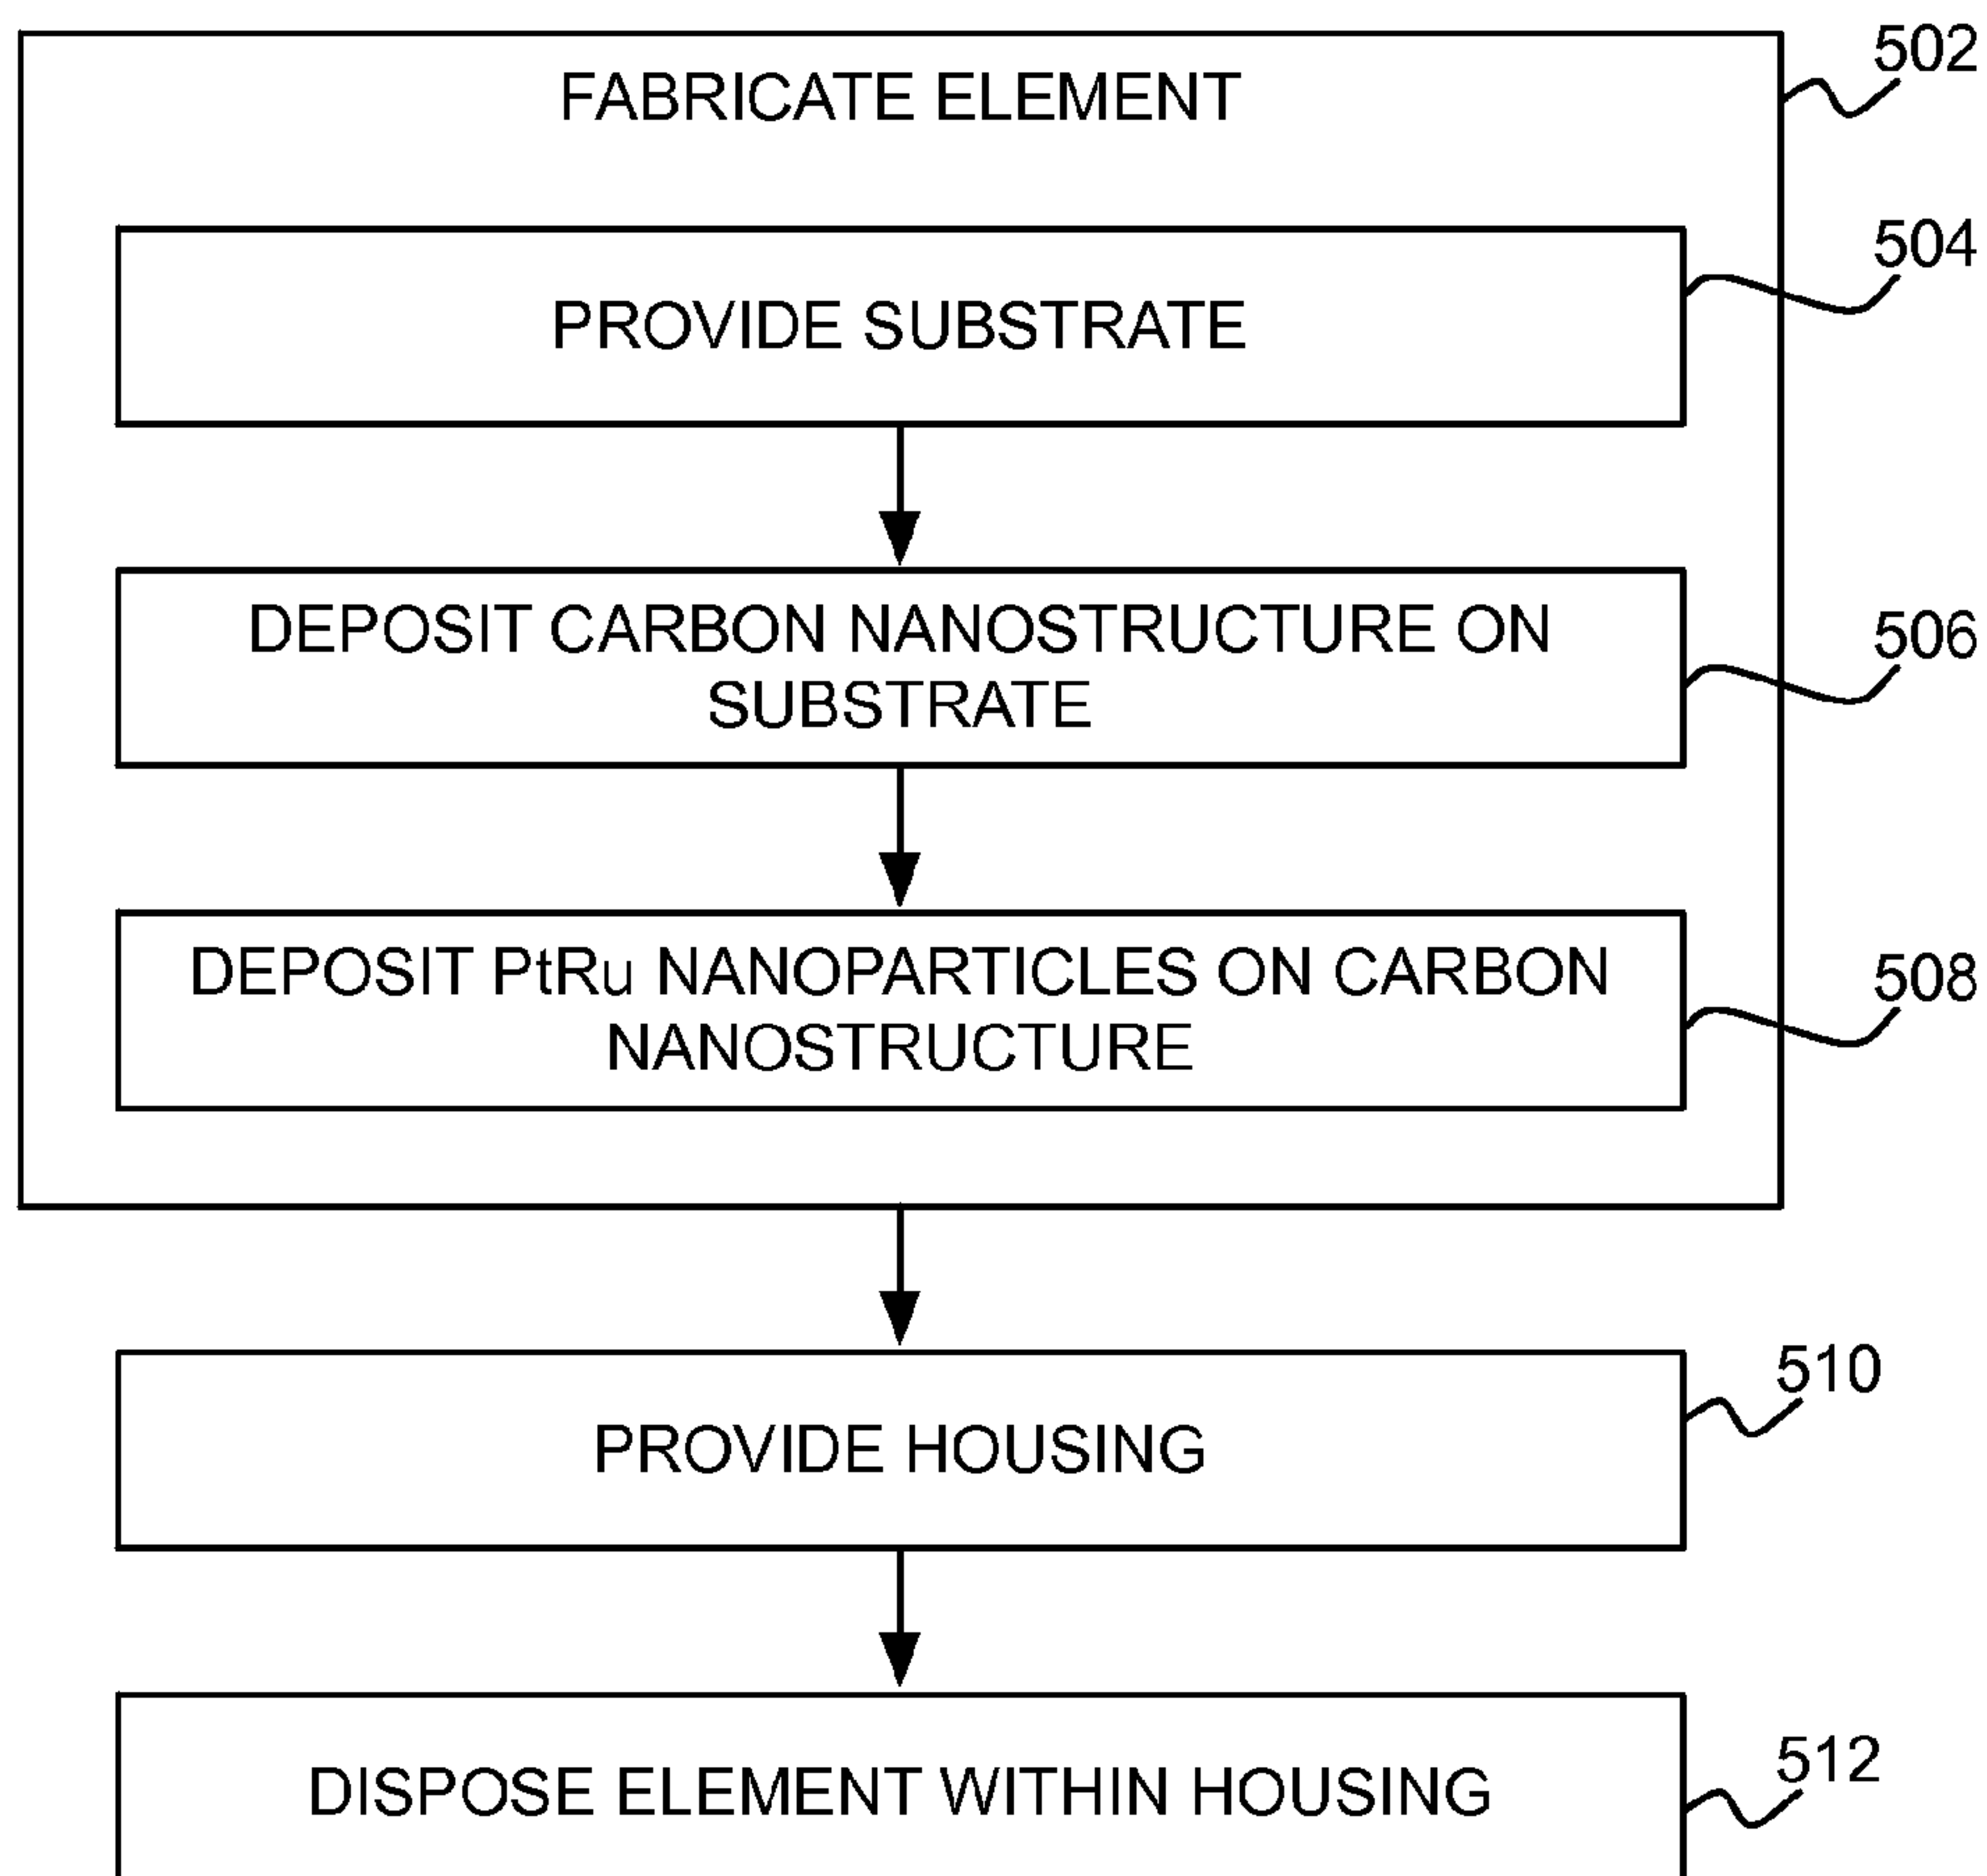 502
FABRICATE ELEMENT
504
PROVIDE SUBSTRATE
506
DEPOSIT CARBON NANOSTRUCTURE ON
SUBSTRATE
508
DEPOSIT PtRu NANOPARTICLES ON CARBON
NANOSTRUCTURE
510
PROVIDE HOUSING
512
DISPOSE ELEMENT WITHIN HOUSING